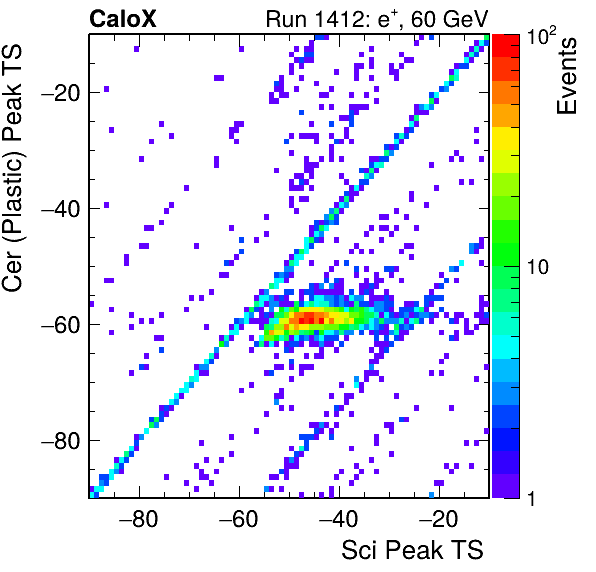 CaloX Run 1412: e⁺, 60 GeV
10²
Events
10
1
Cer (Plastic) Peak TS
−20
−40
−60
−80
−80 −60 −40 −20
Sci Peak TS